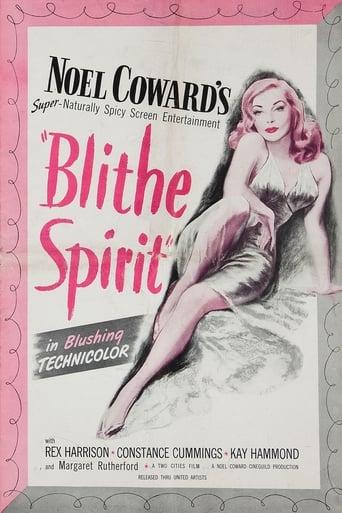 NOEL COWARD'S
Super-Naturally Spicy Screen Entertainment
"Blithe
Spirit"
in Blushing
TECHNICOLOR
with
REX HARRISON · CONSTANCE CUMMINGS · KAY HAMMOND
and Margaret Rutherford · A TWO CITIES FILM . . A NOEL COWARD-CINEGUILD PRODUCTION
RELEASED THRU UNITED ARTISTS